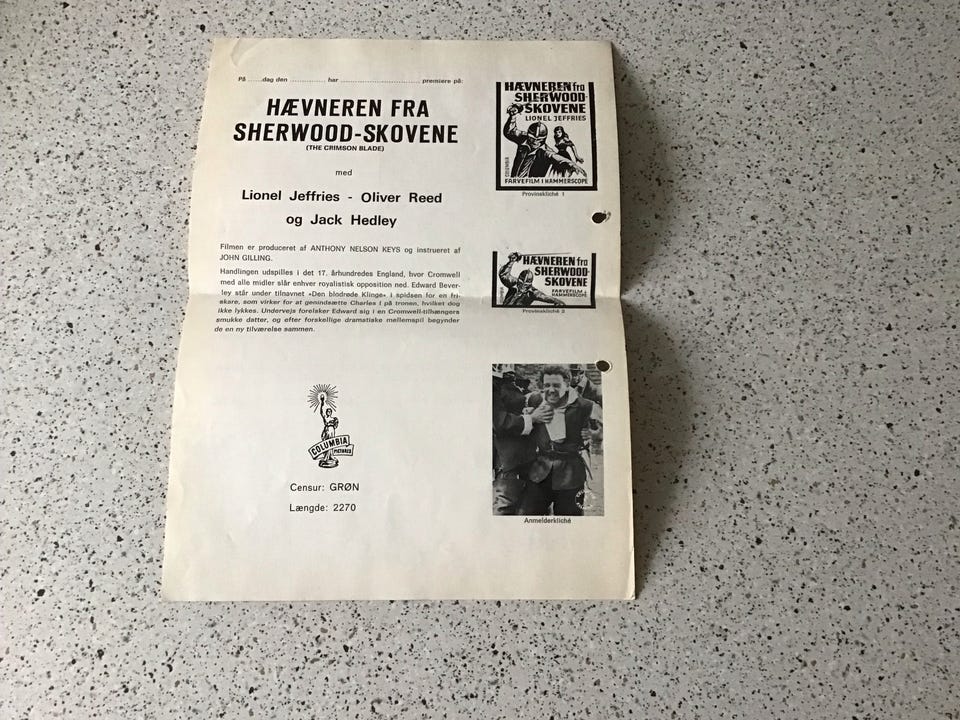 På ......dag den .............. har .............................. premiere på:
HÆVNEREN FRA
SHERWOOD-SKOVENE
(THE CRIMSON BLADE)
med
Lionel Jeffries - Oliver Reed
og Jack Hedley
Filmen er produceret af ANTHONY NELSON KEYS og instrueret af
JOHN GILLING.
Handlingen udspilles i det 17. århundredes England, hvor Cromwell
med alle midler slår enhver royalistisk opposition ned. Edward Bever-
ley står under tilnavnet »Den blodrøde Klinge« i spidsen for en fri-
skare, som virker for at genindsætte Charles I på tronen, hvilket dog
ikke lykkes. Undervejs forelsker Edward sig i en Cromwell-tilhængers
smukke datter, og efter forskellige dramatiske mellemspil begynder
de en ny tilværelse sammen.
COLUMBIA
PICTURES
Censur: GRØN
Længde: 2270
HÆVNEREN fra
SHERWOOD-
SKOVENE
LIONEL JEFFRIES
COLUMBIA
FARVEFILM I HAMMERSCOPE
Provinskliché 1
HÆVNEREN fra
SHERWOOD-
SKOVENE
FARVEFILM I
HAMMERSCOPE
Provinskliché 2
Anmelderkliché